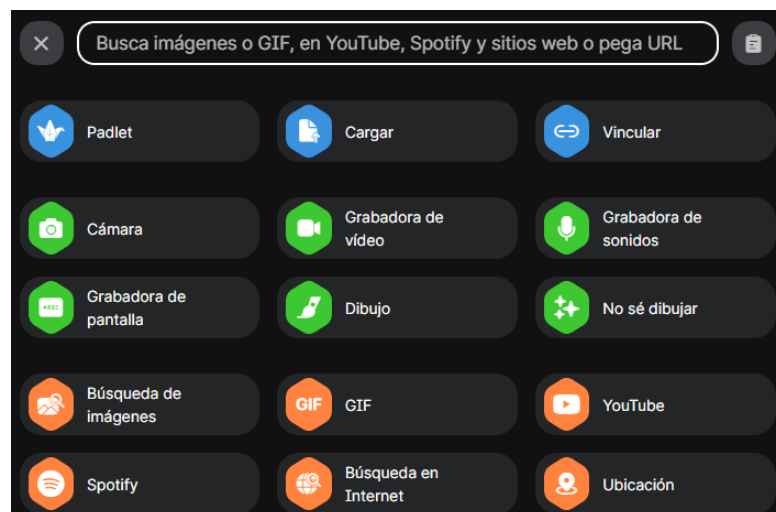 Busca imágenes o GIF, en YouTube, Spotify y sitios web o pega URL
Padlet
Cargar
Vincular
Cámara
Grabadora de
vídeo
Grabadora de
sonidos
•REC
Grabadora de
pantalla
Dibujo
No sé dibujar
Búsqueda de
imágenes
GIF
GIF
YouTube
Spotify
Búsqueda en
Internet
Ubicación